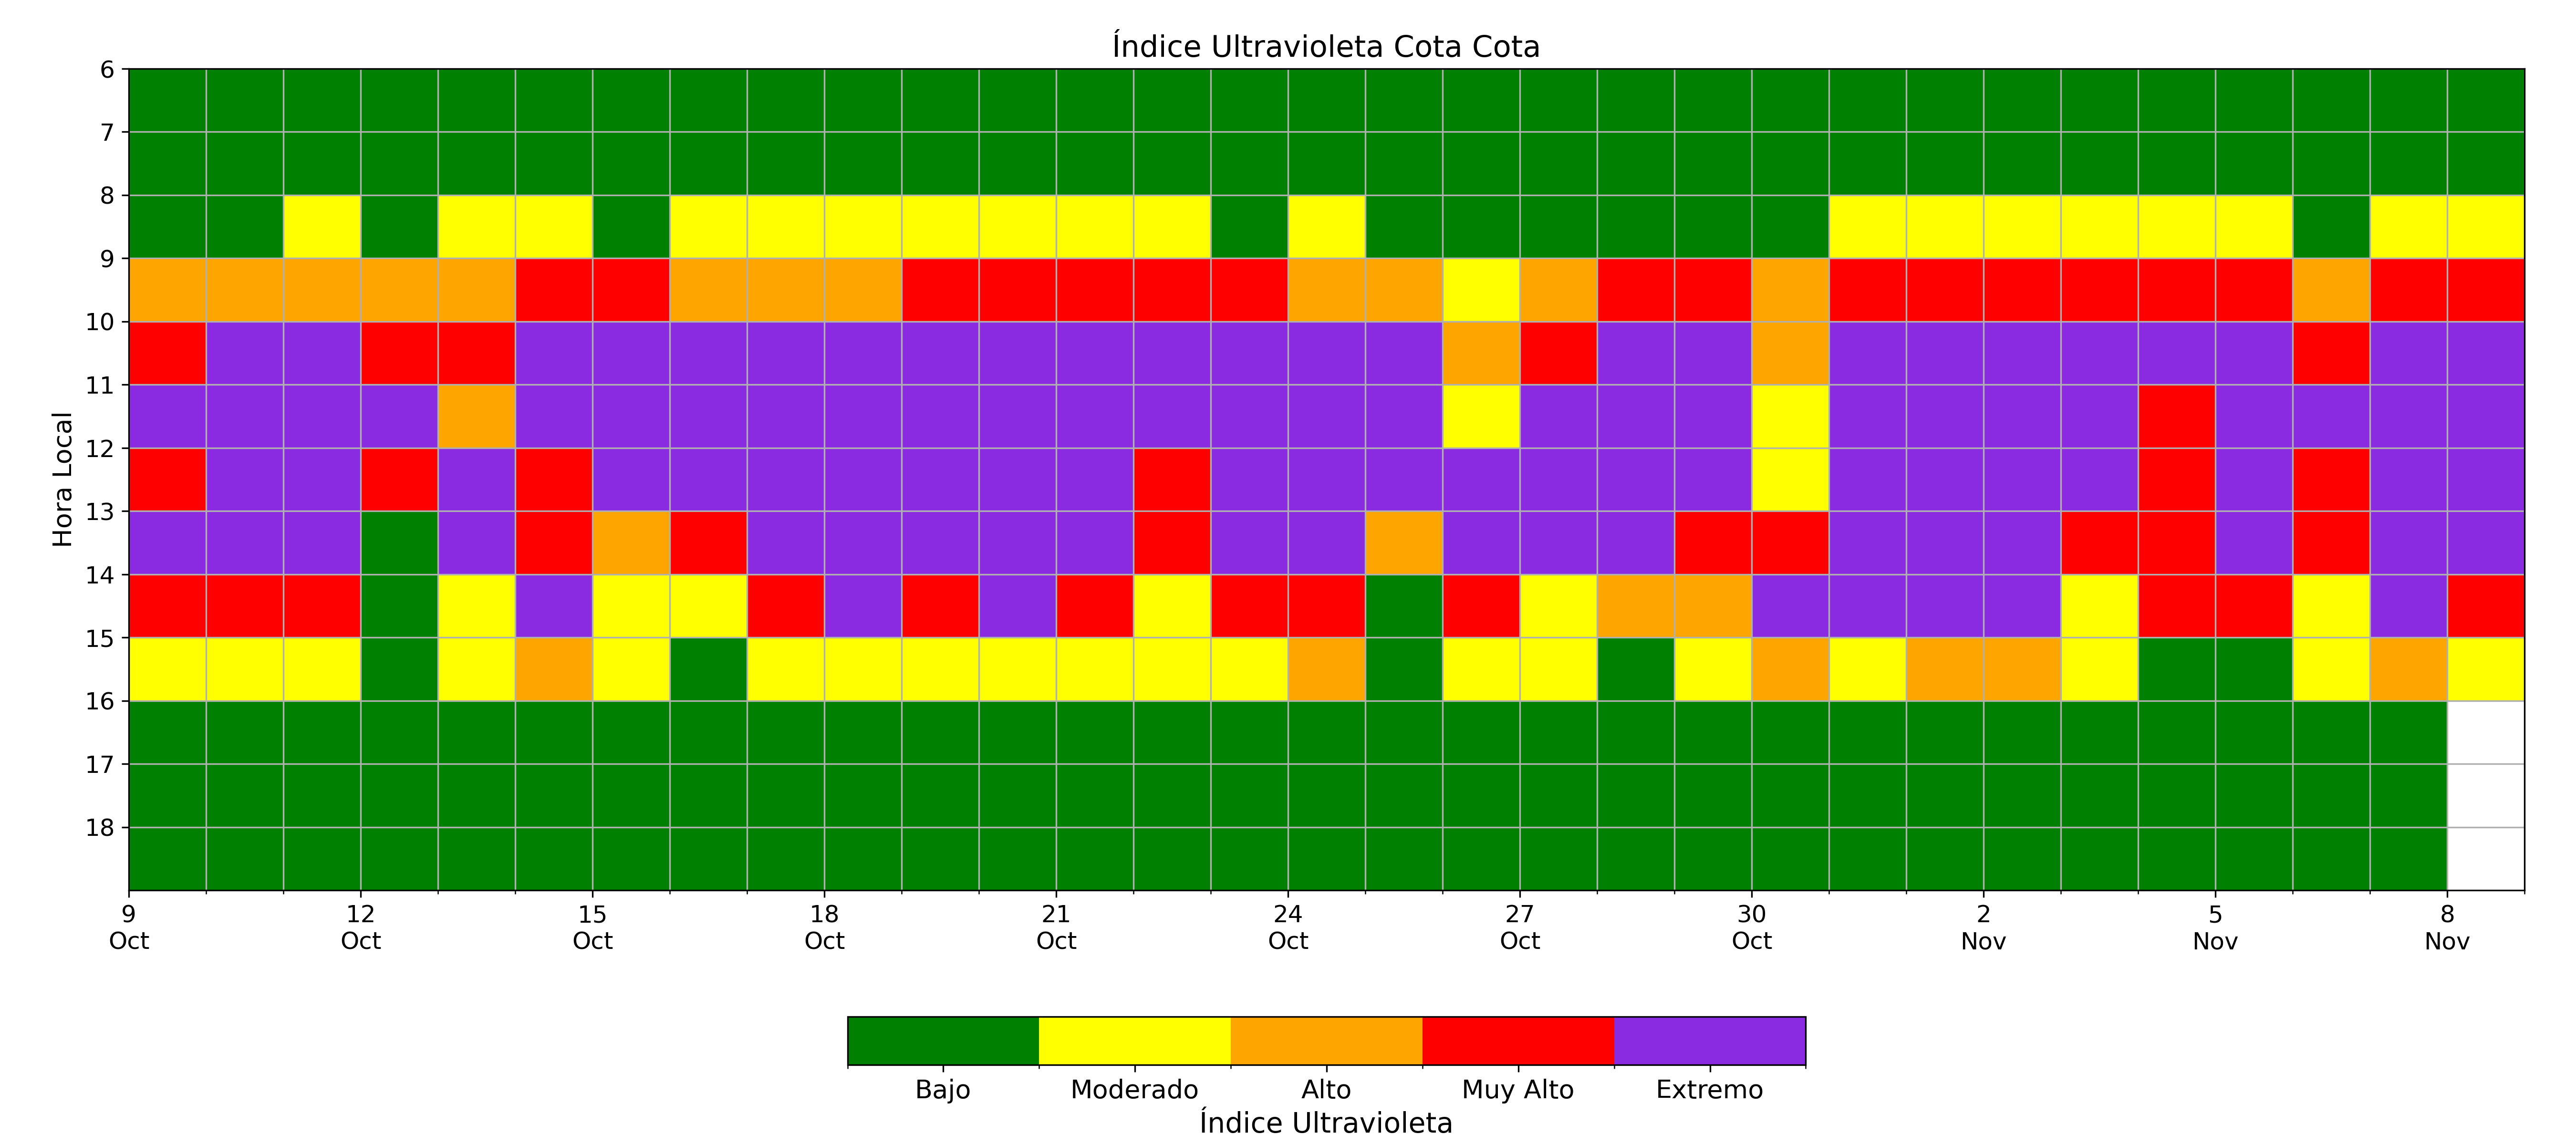 Índice Ultravioleta Cota Cota
Hora Local
6
7
8
9
10
11
12
13
14
15
16
17
18
9 12 15 18 21 24 27 30 2 5 8
Oct Oct Oct Oct Oct Oct Oct Oct Nov Nov Nov
Bajo Moderado Alto Muy Alto Extremo
Índice Ultravioleta